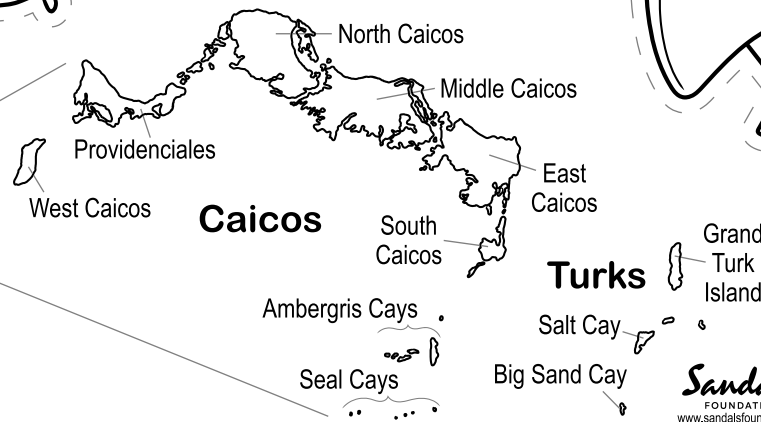 North Caicos
Middle Caicos
Providenciales
East
Caicos
West Caicos
Caicos
South
Caicos
Grand
Turk
Island
Turks
Ambergris Cays
Salt Cay
Seal Cays
Big Sand Cay
Sanda
FOUNDATI
www.sandalsfoun